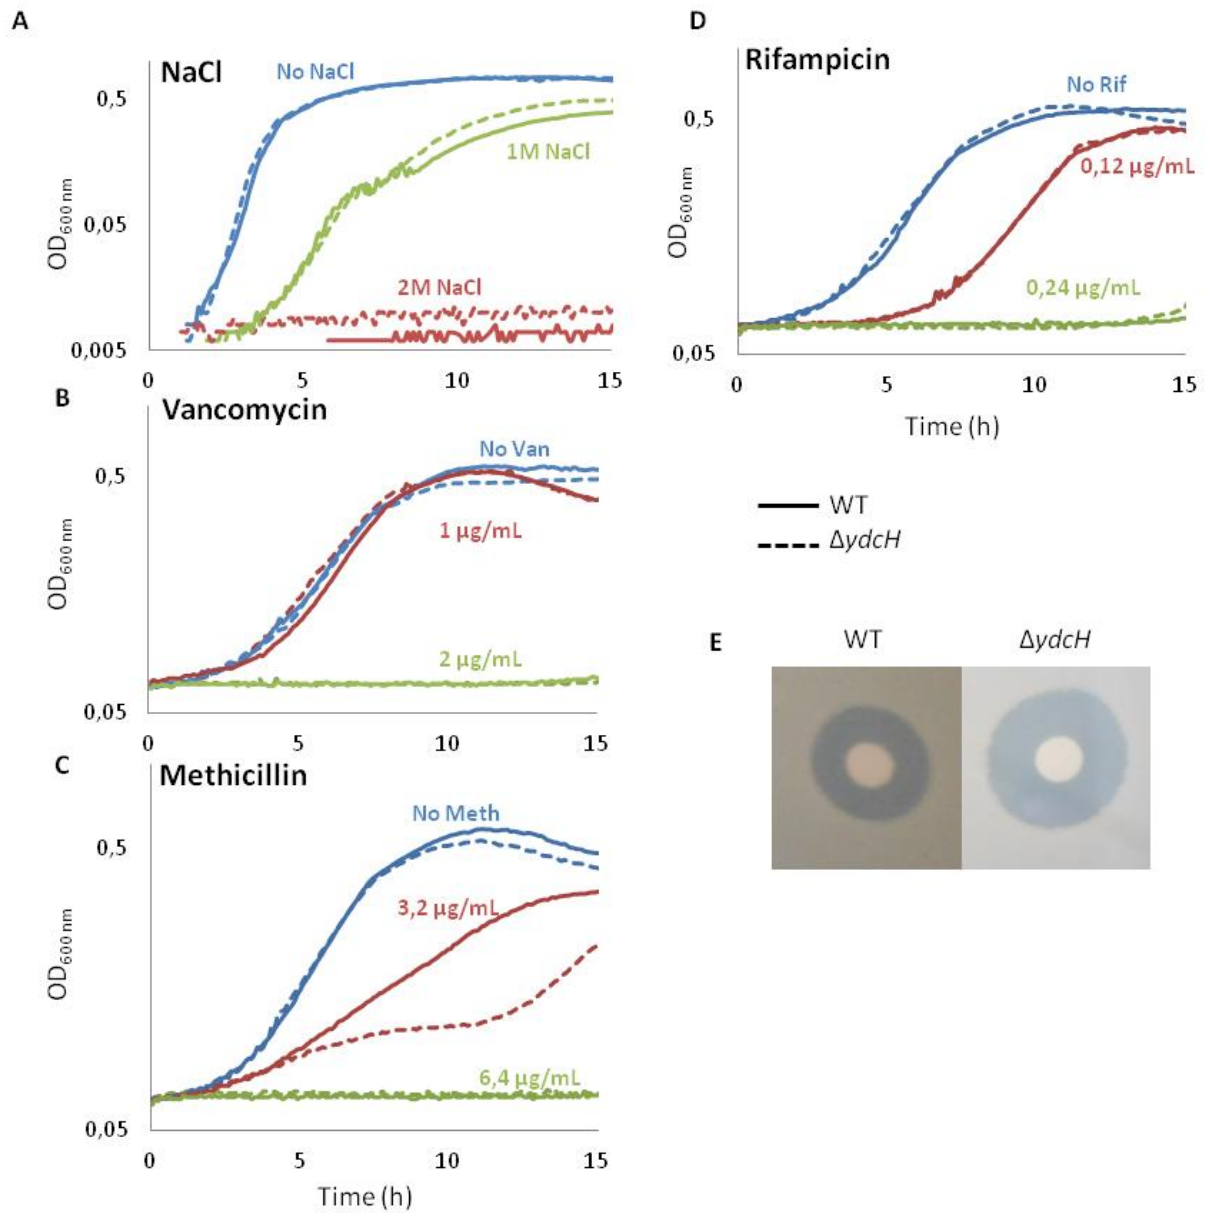 A
NaCl
No NaCl
0.5
1M NaCl
0.05
OD600 nm
2M NaCl
0,005
0 5 10 15
B
Vancomycin
No Van
0.5
1 µg/mL
OD600 nm
2 µg/mL
0,05
0 5 10 15
C
Methicillin
No Meth
0.5
3,2 µg/mL
OD600 nm
6,4 µg/mL
0,05
0 5 10 15
Time (h)
D
Rifampicin
No Rif
0.5
0,12 µg/mL
OD600 nm
0,24 µg/mL
0,05
0 5 10 15
Time (h)
WT
ΔydcH
E
WT ΔydcH